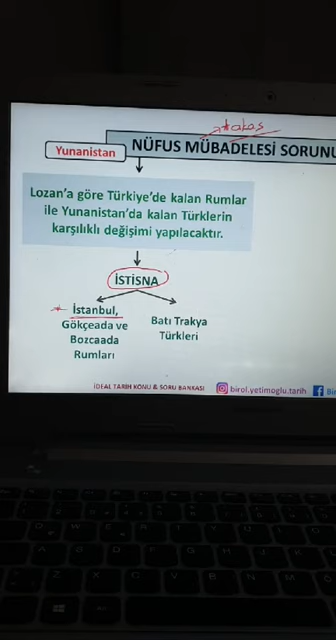 takas
Yunanistan
NÜFUS MÜBADELESİ SORUNU
Lozan'a göre Türkiye'de kalan Rumlar
ile Yunanistan'da kalan Türklerin
karşılıklı değişimi yapılacaktır.
İSTİSNA
İstanbul,
Gökçeada ve
Bozcaada
Rumları
Batı Trakya
Türkleri
İDEAL TARİH KONU & SORU BANKASI
birol.yetimoglu.tarih